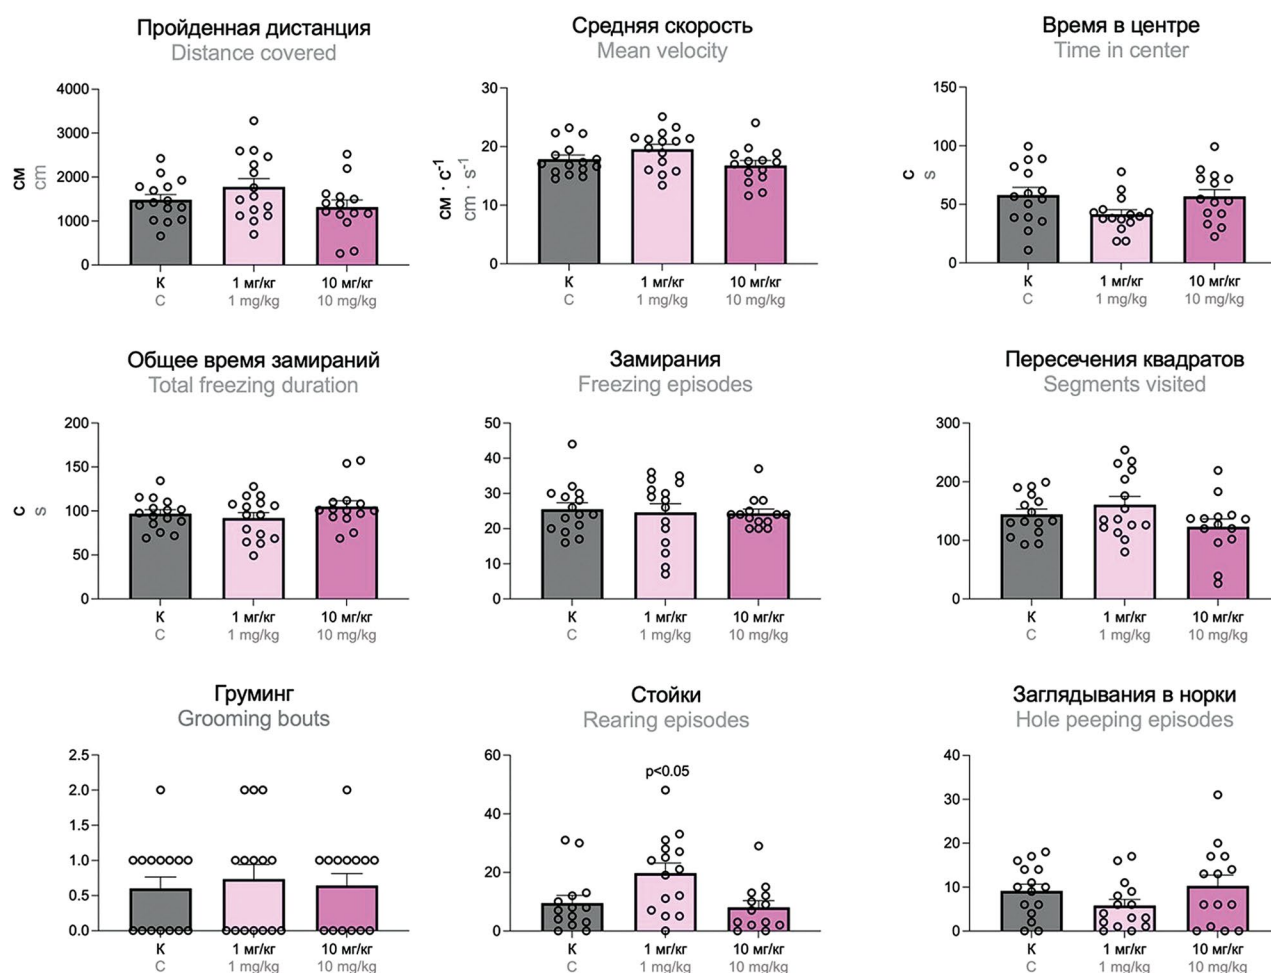 Пройденная дистанция
Distance covered
4000
3000
2000
1000
0
см
cm
К
C
1 мг/кг
1 mg/kg
10 мг/кг
10 mg/kg
Средняя скорость
Mean velocity
30
20
10
0
см · с⁻¹
cm · s⁻¹
К
C
1 мг/кг
1 mg/kg
10 мг/кг
10 mg/kg
Время в центре
Time in center
150
100
50
0
с
s
К
C
1 мг/кг
1 mg/kg
10 мг/кг
10 mg/kg
Общее время замираний
Total freezing duration
200
150
100
50
0
с
s
К
C
1 мг/кг
1 mg/kg
10 мг/кг
10 mg/kg
Замирания
Freezing episodes
50
40
30
20
10
0
К
C
1 мг/кг
1 mg/kg
10 мг/кг
10 mg/kg
Пересечения квадратов
Segments visited
300
200
100
0
К
C
1 мг/кг
1 mg/kg
10 мг/кг
10 mg/kg
Груминг
Grooming bouts
2.5
2.0
1.5
1.0
0.5
0.0
К
C
1 мг/кг
1 mg/kg
10 мг/кг
10 mg/kg
Стойки
Rearing episodes
60
40
20
0
p<0.05
К
C
1 мг/кг
1 mg/kg
10 мг/кг
10 mg/kg
Заглядывания в норки
Hole peeping episodes
40
30
20
10
0
К
C
1 мг/кг
1 mg/kg
10 мг/кг
10 mg/kg